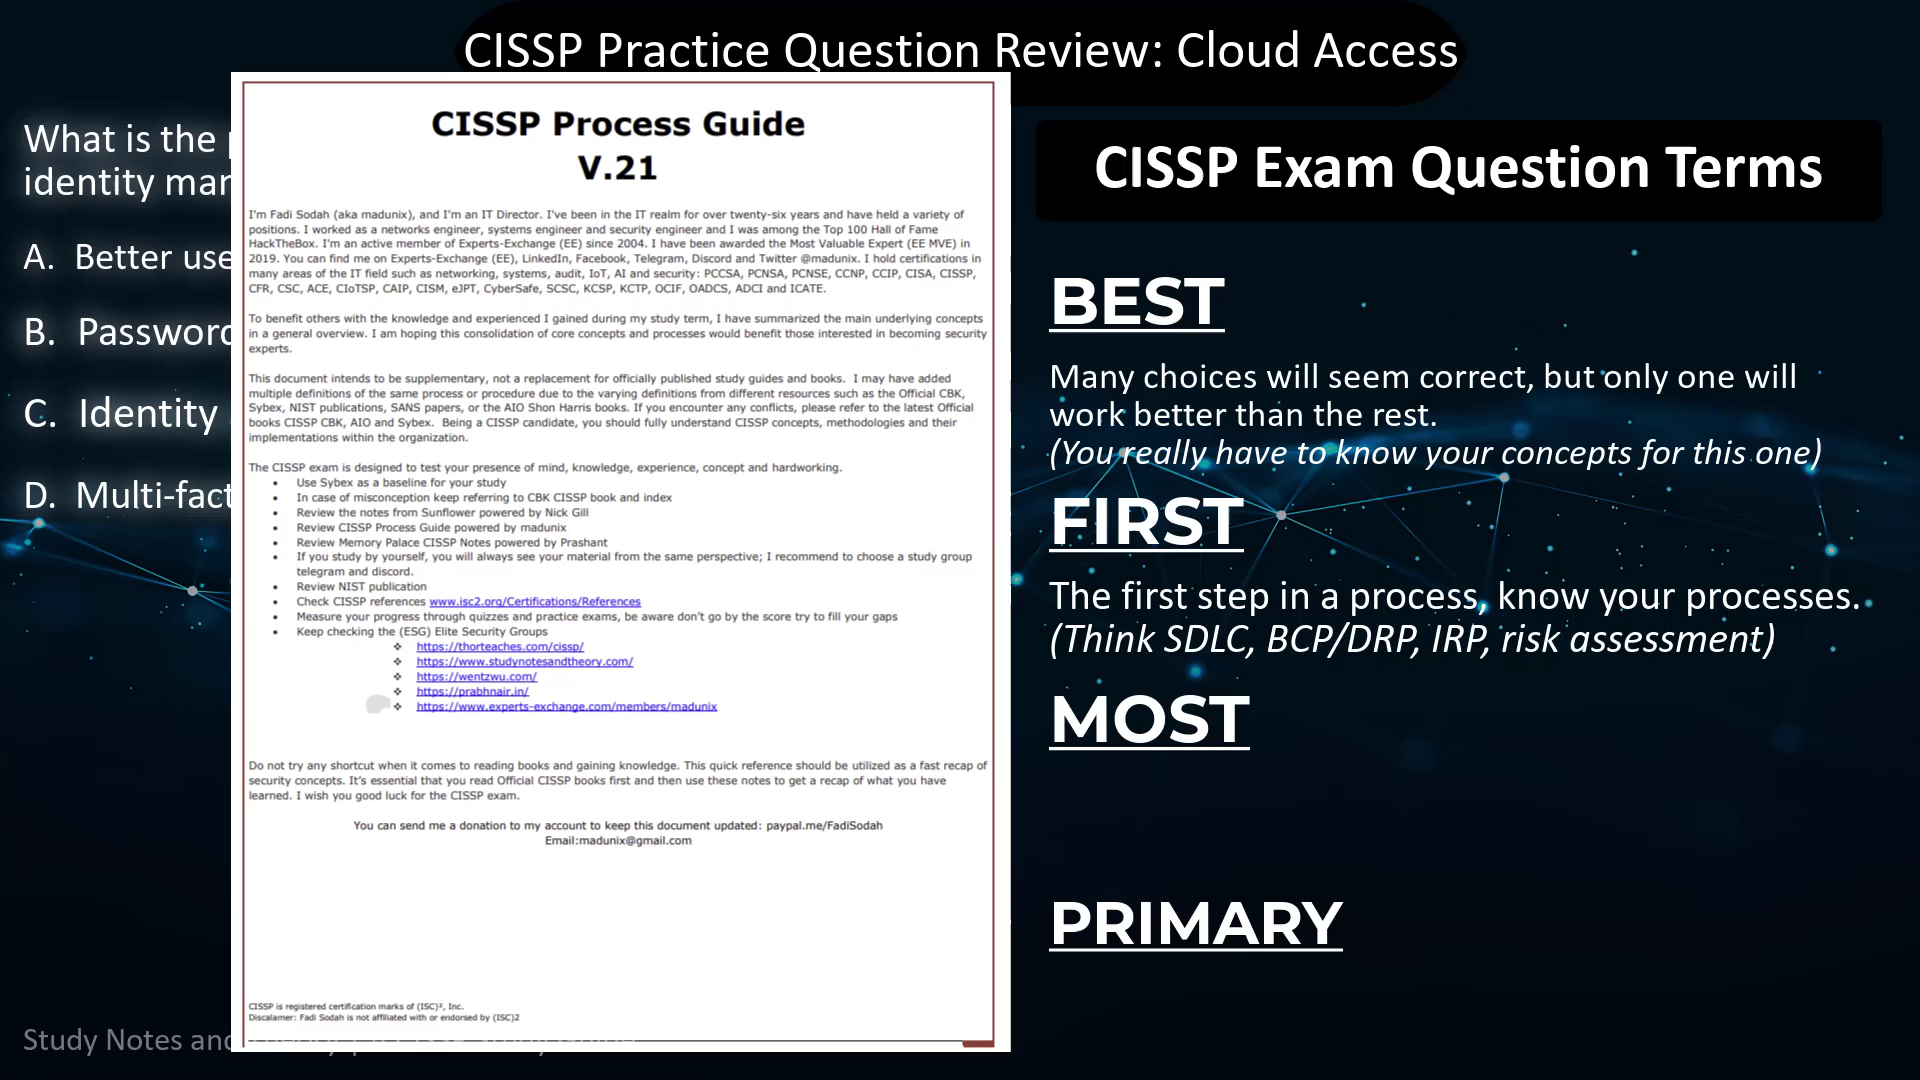 CISSP Practice Question Review: Cloud Access
What is the
identity
A. Better use
B. Password
C. Identity
D. Multi-fact
Study Notes and
CISSP Process Guide
V.21
I'm Fadi Sodah (aka madunix), and I'm an IT Director. I've been in the IT realm for over twenty-six years and have held a variety of
positions. I worked as a networks engineer, systems engineer and security engineer and I was among the Top 100 Hall of Fame
HackTheBox. I'm an active member of Experts-Exchange (EE) since 2004. I have been awarded the Most Valuable Expert (EE MVE) in
2019. You can find me on Experts-Exchange (EE), LinkedIn, Facebook, Telegram, Discord and Twitter @madunix. I hold certifications in
many areas of the IT field such as networking, systems, audit, IoT, AI and security: PCCSA, PCNSA, PCNSE, CCNP, CCIP, CISA, CISSP,
CFR, CSC, ACE, CIoTSP, CAIP, CISM, eJPT, CyberSafe, SCSC, KCSP, KCTP, OCIF, OADCS, ADCI and ICATE.
To benefit others with the knowledge and experienced I gained during my study term, I have summarized the main underlying concepts
in a general overview. I am hoping this consolidation of core concepts and processes would benefit those interested in becoming security
experts.
This document intends to be supplementary, not a replacement for officially published study guides and books. I may have added
multiple definitions of the same process or procedure due to the varying definitions from different resources such as the Official CBK,
Sybex, NIST publications, SANS papers, or the AIO Shon Harris books. If you encounter any conflicts, please refer to the latest Official
books CISSP CBK, AIO and Sybex. Being a CISSP candidate, you should fully understand CISSP concepts, methodologies and their
implementations within the organization.
The CISSP exam is designed to test your presence of mind, knowledge, experience, concept and hardworking.
• Use Sybex as a baseline for your study
• In case of misconception keep referring to CBK CISSP book and index
• Review the notes from Sunflower powered by Nick Gill
• Review CISSP Process Guide powered by madunix
• Review Memory Palace CISSP Notes powered by Prashant
• If you study by yourself, you will always see your material from the same perspective; I recommend to choose a study group
telegram and discord.
• Review NIST publication
• Check CISSP references www.isc2.org/Certifications/References
• Measure your progress through quizzes and practice exams, be aware don't go by the score try to fill your gaps
• Keep checking the (ESG) Elite Security Groups
❖ https://thorteaches.com/cissp/
❖ https://www.studynotesandtheory.com/
❖ https://wentzwu.com/
❖ https://prabhnair.in/
❖ https://www.experts-exchange.com/members/madunix
Do not try any shortcut when it comes to reading books and gaining knowledge. This quick reference should be utilized as a fast recap of
security concepts. It's essential that you read Official CISSP books first and then use these notes to get a recap of what you have
learned. I wish you good luck for the CISSP exam.
You can send me a donation to my account to keep this document updated: paypal.me/FadiSodah
Email:madunix@gmail.com
CISSP is registered certification marks of (ISC)², Inc.
Disclaimer: Fadi Sodah is not affiliated with or endorsed by (ISC)2
CISSP Exam Question Terms
BEST
Many choices will seem correct, but only one will
work better than the rest.
(You really have to know your concepts for this one)
FIRST
The first step in a process, know your processes.
(Think SDLC, BCP/DRP, IRP, risk assessment)
MOST
PRIMARY